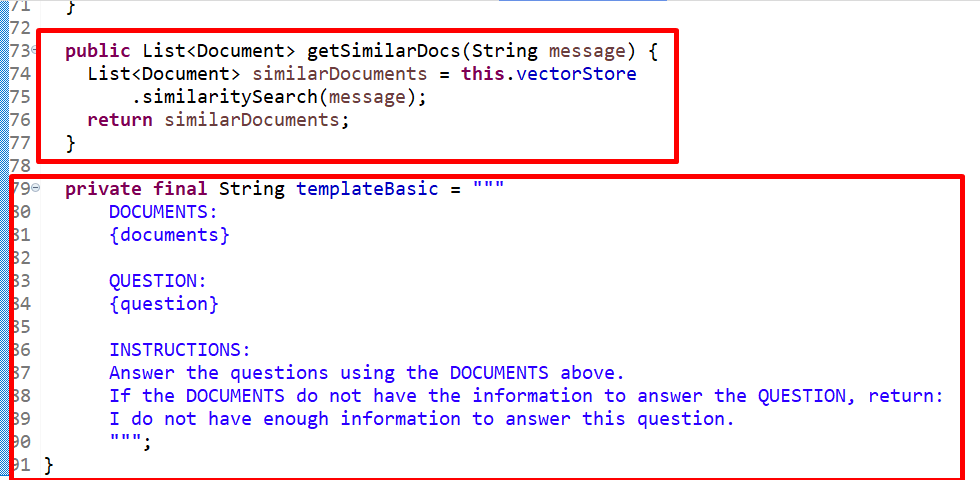 71 }
72
73 public List<Document> getSimilarDocs(String message) {
74 List<Document> similarDocuments = this.vectorStore
75 .similaritySearch(message);
76 return similarDocuments;
77 }
78
79 private final String templateBasic = """
80 DOCUMENTS:
81 {documents}
82
83 QUESTION:
84 {question}
85
86 INSTRUCTIONS:
87 Answer the questions using the DOCUMENTS above.
88 If the DOCUMENTS do not have the information to answer the QUESTION, return:
89 I do not have enough information to answer this question.
90 """;
91 }